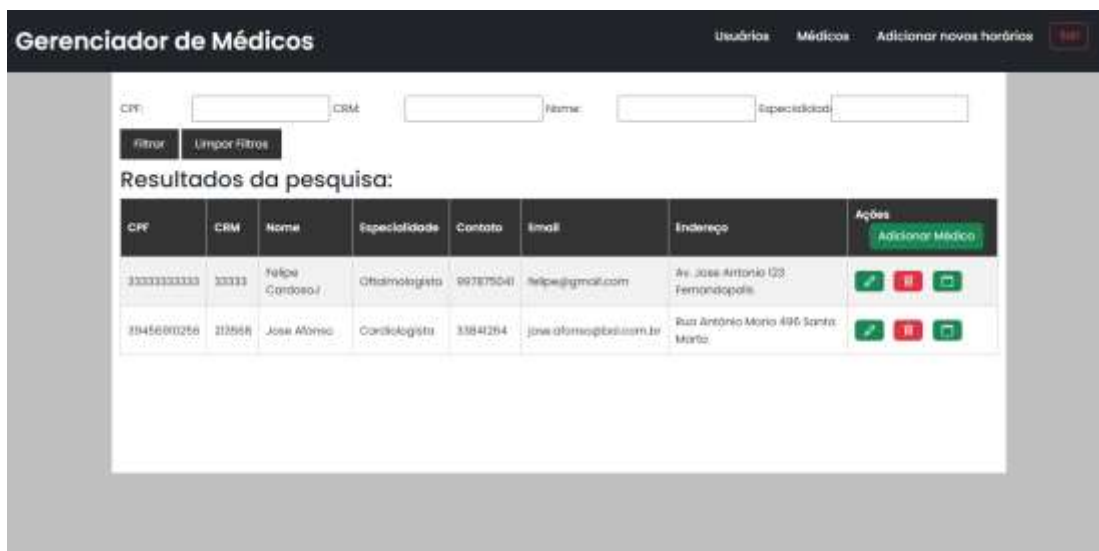 Gerenciador de Médicos
Usuários Médicos Adicionar novos horários
CPF: CRM: Nome: Especialidade
Filtrar Limpar Filtros
Resultados da pesquisa:
CPF CRM Nome Especialidade Contato Email Endereço Ações
Adicionar Médico
33333333333 33333 Felipe Oftalmologista 997875041 felipe@gmail.com Av. Jose Antonio 123
Fernandopolis
Jose Afonso Cardiologista 33841264 jose.afonso@bol.com.br Rua Antônio Maria 496 Santa
Marta